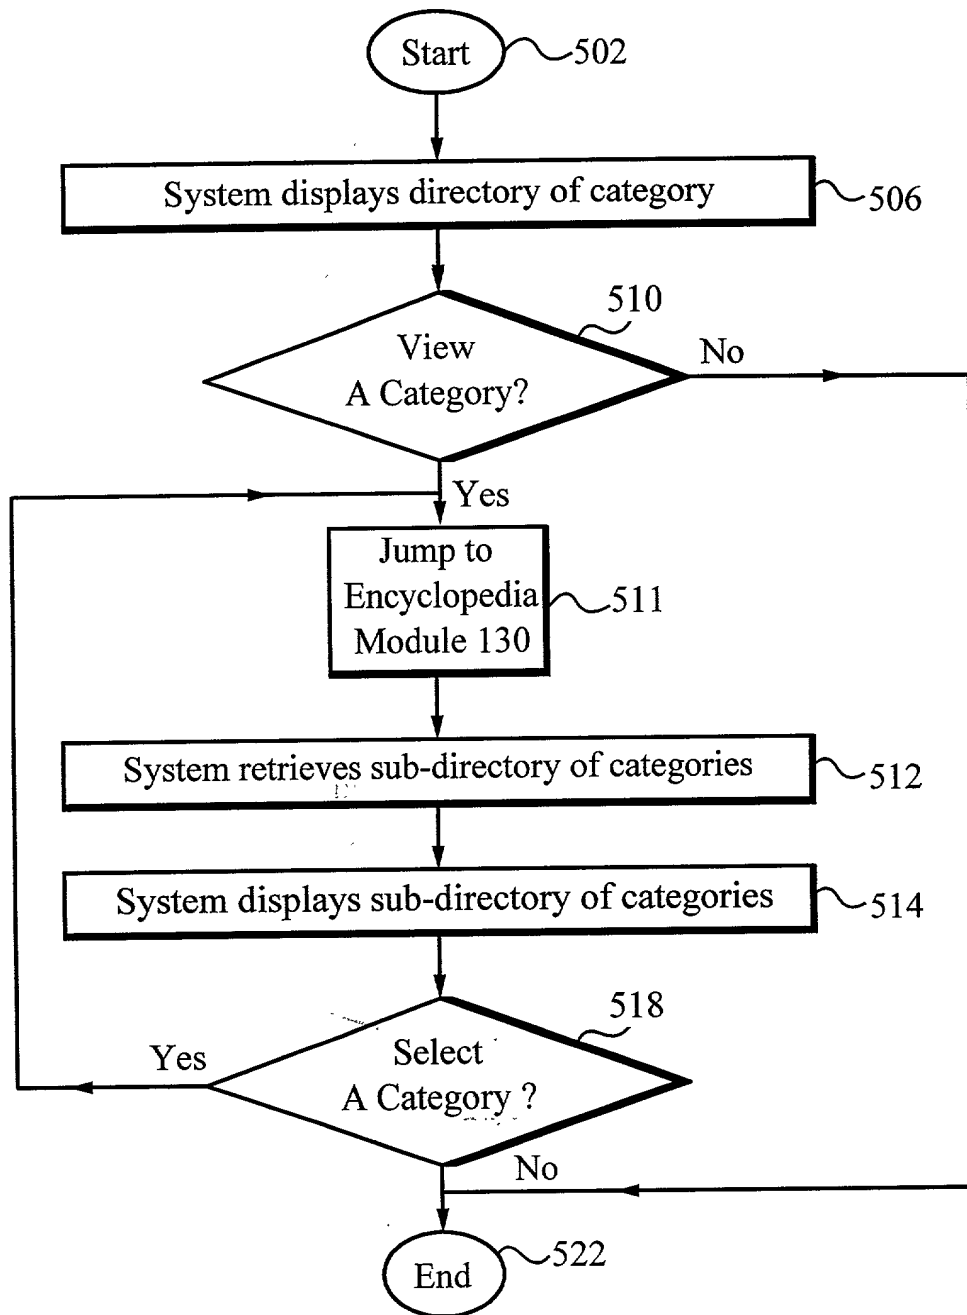 Start
502
System displays directory of category
506
510
View
A Category?
No
Yes
Jump to
Encyclopedia
Module 130
511
System retrieves sub-directory of categories
512
System displays sub-directory of categories
514
518
Yes
Select
A Category ?
No
522
End